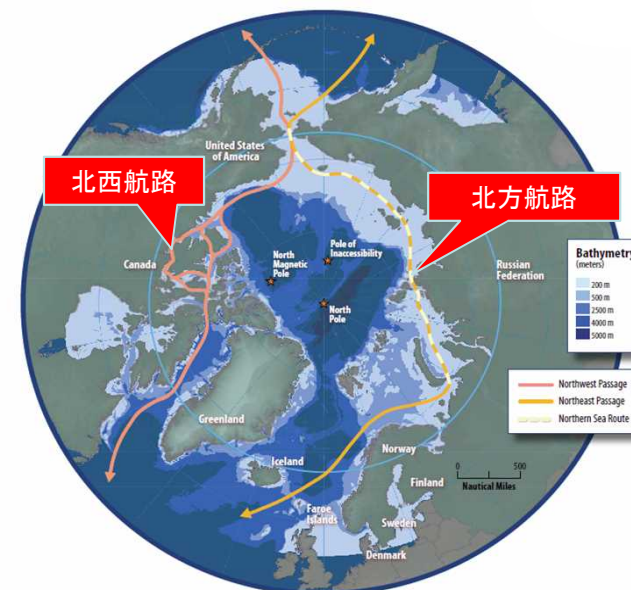 United States
of America
北西航路
北方航路
Canada
North
Magnetic
Pole
Pole of
Inaccessibility
North
Pole
Russian
Federation
Bathymetry
(meters)
200 m
500 m
2500 m
4000 m
5000 m
Northwest Passage
Northeast Passage
Northern Sea Route
Greenland
Iceland
Norway
0 500
Nautical Miles
Finland
Faroe
Islands
Sweden
Denmark